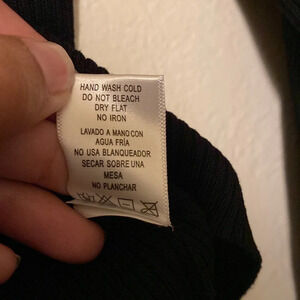 HAND WASH COLD
DO NOT BLEACH
DRY FLAT
NO IRON
LAVADO A MANO CON
AGUA FRÍA
NO USA BLANQUEADOR
SECAR SOBRE UNA
MESA
NO PLANCHAR